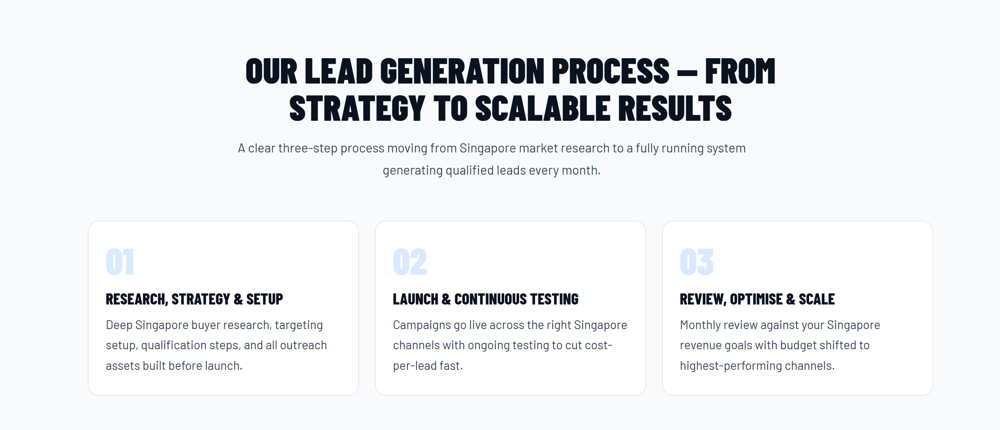 OUR LEAD GENERATION PROCESS – FROM
STRATEGY TO SCALABLE RESULTS
A clear three-step process moving from Singapore market research to a fully running system
generating qualified leads every month.
01
RESEARCH, STRATEGY & SETUP
Deep Singapore buyer research, targeting
setup, qualification steps, and all outreach
assets built before launch.
02
LAUNCH & CONTINUOUS TESTING
Campaigns go live across the right Singapore
channels with ongoing testing to cut cost-
per-lead fast.
03
REVIEW, OPTIMISE & SCALE
Monthly review against your Singapore
revenue goals with budget shifted to
highest-performing channels.